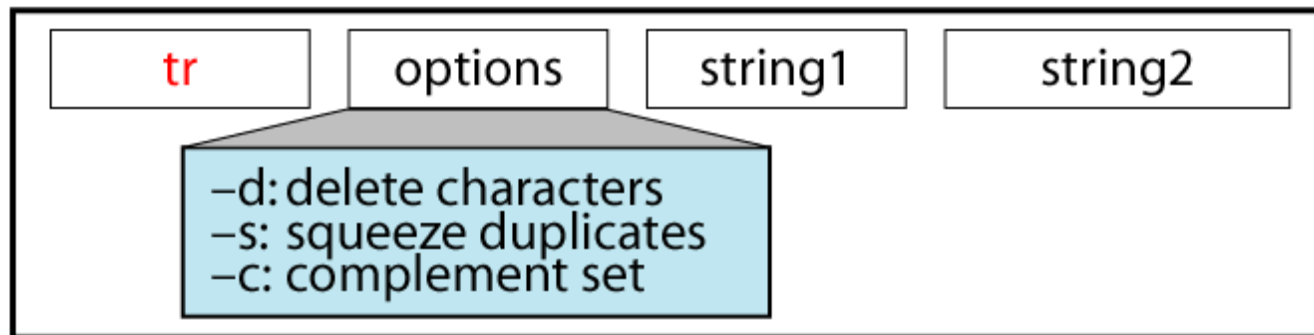 tr options string1 string2
–d: delete characters
–s: squeeze duplicates
–c: complement set